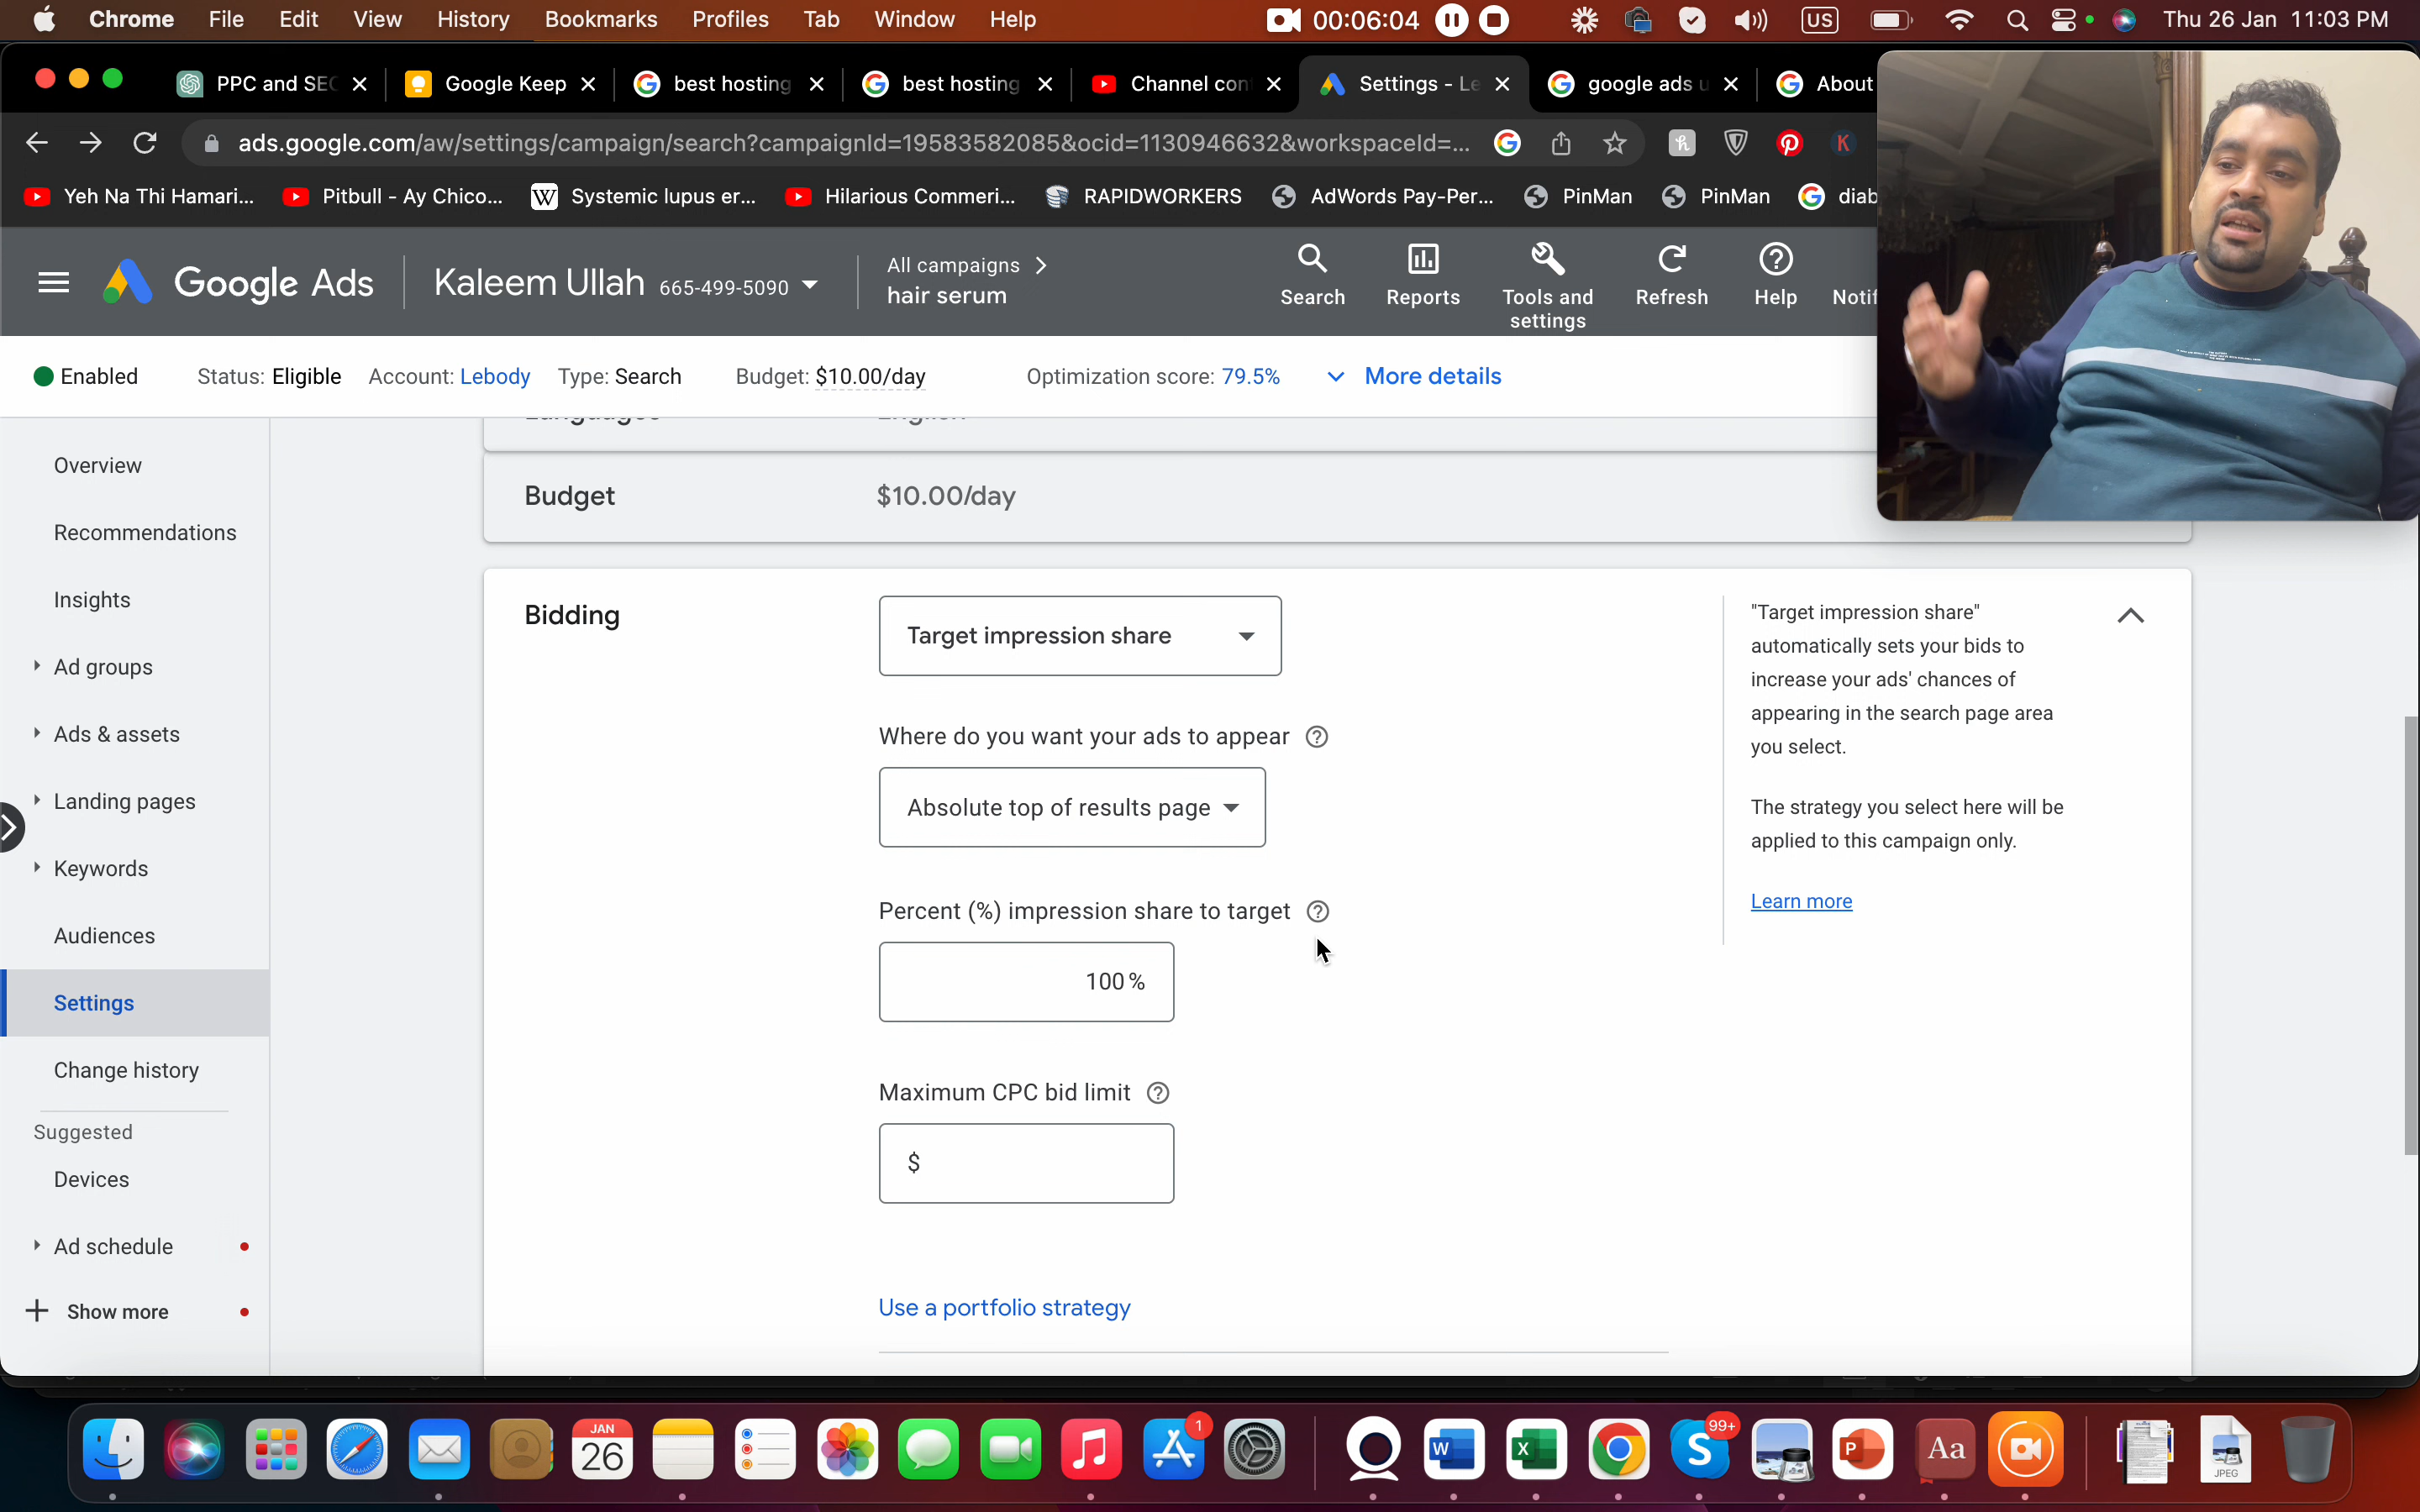 Chrome File Edit View History Bookmarks Profiles Tab Window Help 00:06:04 US Thu 26 Jan 11:03 PM
PPC and SEC Google Keep best hosting best hosting Channel con Settings - Le google ads u About
ads.google.com/aw/settings/campaign/search?campaignId=19583582085&ocid=1130946632&workspaceId=...
Yeh Na Thi Hamari... Pitbull - Ay Chico... Systemic lupus er... Hilarious Commeri... RAPIDWORKERS AdWords Pay-Per... PinMan PinMan diab
Google Ads Kaleem Ullah 665-499-5090
All campaigns
hair serum
Search Reports Tools and settings Refresh Help Notif
Enabled Status: Eligible Account: Lebody Type: Search Budget: $10.00/day Optimization score: 79.5% More details
Overview
Recommendations
Insights
Ad groups
Ads & assets
Landing pages
Keywords
Audiences
Settings
Change history
Suggested
Devices
Ad schedule
Show more
Languages English
Budget $10.00/day
Bidding
Target impression share
Where do you want your ads to appear
Absolute top of results page
Percent (%) impression share to target
100%
Maximum CPC bid limit
$
Use a portfolio strategy
"Target impression share"
automatically sets your bids to
increase your ads' chances of
appearing in the search page area
you select.
The strategy you select here will be
applied to this campaign only.
Learn more
JAN
26
1
W
X
S
99+
P
Aa
JPEG